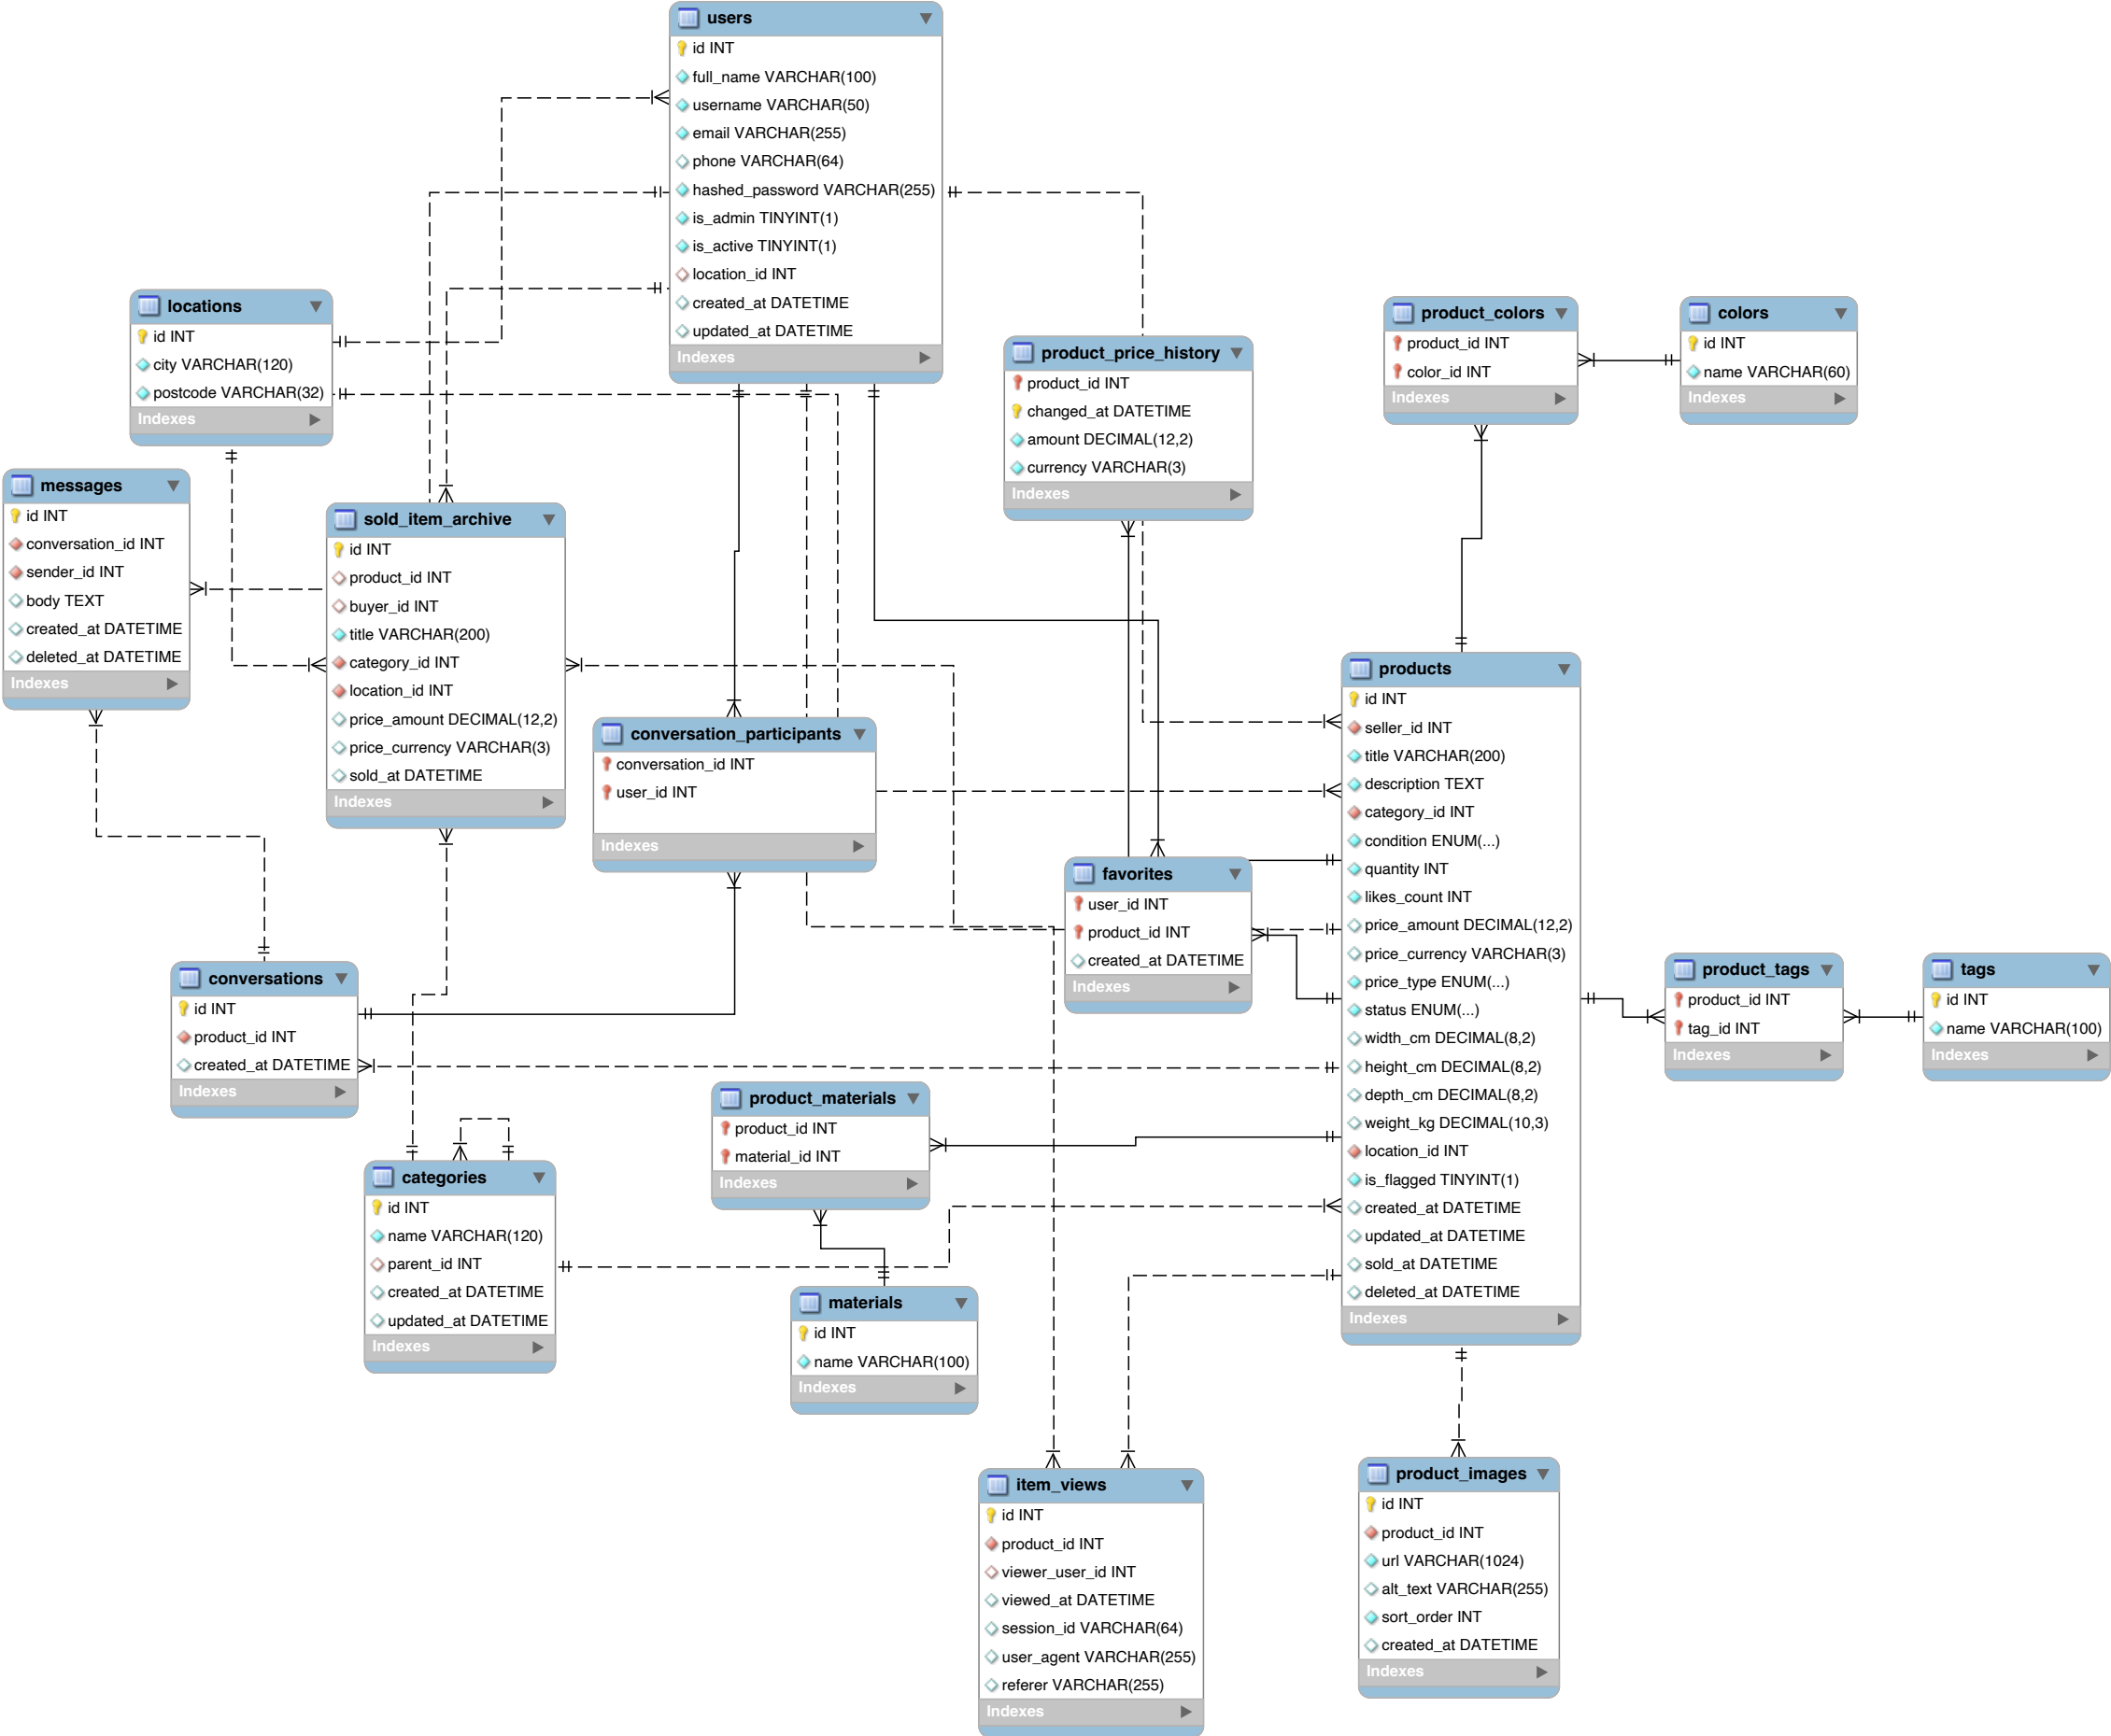 users
id INT
full_name VARCHAR(100)
username VARCHAR(50)
email VARCHAR(255)
phone VARCHAR(64)
hashed_password VARCHAR(255)
is_admin TINYINT(1)
is_active TINYINT(1)
location_id INT
created_at DATETIME
updated_at DATETIME
Indexes
locations
id INT
city VARCHAR(120)
postcode VARCHAR(32)
Indexes
product_price_history
product_id INT
changed_at DATETIME
amount DECIMAL(12,2)
currency VARCHAR(3)
Indexes
product_colors
product_id INT
color_id INT
Indexes
colors
id INT
name VARCHAR(60)
Indexes
messages
id INT
conversation_id INT
sender_id INT
body TEXT
created_at DATETIME
deleted_at DATETIME
Indexes
sold_item_archive
id INT
product_id INT
buyer_id INT
title VARCHAR(200)
category_id INT
location_id INT
price_amount DECIMAL(12,2)
price_currency VARCHAR(3)
sold_at DATETIME
Indexes
conversation_participants
conversation_id INT
user_id INT
Indexes
products
id INT
seller_id INT
title VARCHAR(200)
description TEXT
category_id INT
condition ENUM(...)
quantity INT
likes_count INT
price_amount DECIMAL(12,2)
price_currency VARCHAR(3)
price_type ENUM(...)
status ENUM(...)
width_cm DECIMAL(8,2)
height_cm DECIMAL(8,2)
depth_cm DECIMAL(8,2)
weight_kg DECIMAL(10,3)
location_id INT
is_flagged TINYINT(1)
created_at DATETIME
updated_at DATETIME
sold_at DATETIME
deleted_at DATETIME
Indexes
favorites
user_id INT
product_id INT
created_at DATETIME
Indexes
product_tags
product_id INT
tag_id INT
Indexes
tags
id INT
name VARCHAR(100)
Indexes
conversations
id INT
product_id INT
created_at DATETIME
Indexes
product_materials
product_id INT
material_id INT
Indexes
categories
id INT
name VARCHAR(120)
parent_id INT
created_at DATETIME
updated_at DATETIME
Indexes
materials
id INT
name VARCHAR(100)
Indexes
item_views
id INT
product_id INT
viewer_user_id INT
viewed_at DATETIME
session_id VARCHAR(64)
user_agent VARCHAR(255)
referer VARCHAR(255)
Indexes
product_images
id INT
product_id INT
url VARCHAR(1024)
alt_text VARCHAR(255)
sort_order INT
created_at DATETIME
Indexes